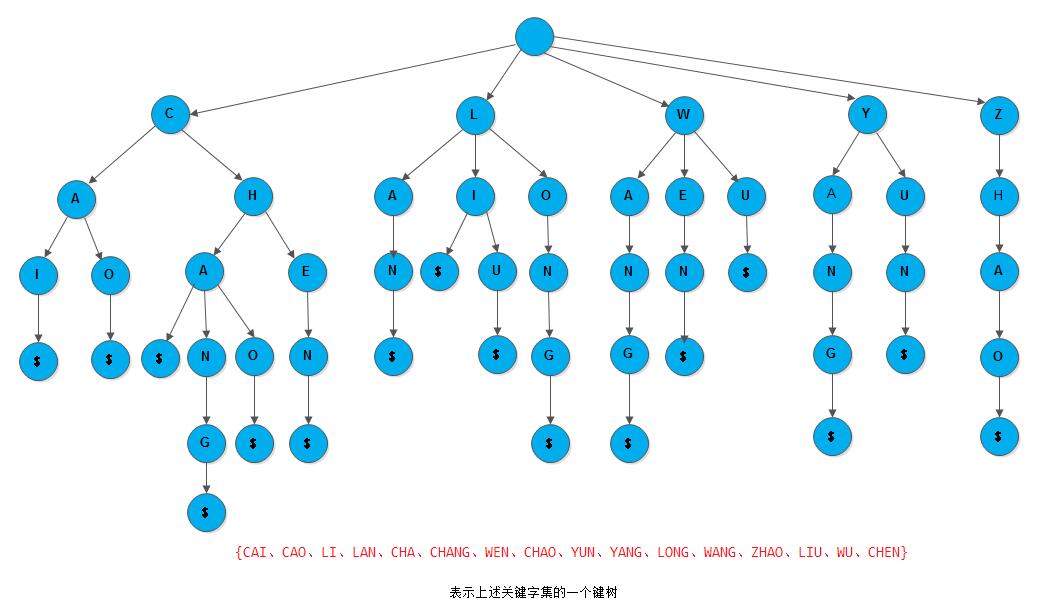 C L W Y Z
A H A I O A E U A U H
I O A E N $ U N N N $ N N A
$ $ $ N O N $ $ G G $ G $ O
G $ $ $ $ $ $
$
{CAI、CAO、LI、LAN、CHA、CHANG、WEN、CHAO、YUN、YANG、LONG、WANG、ZHAO、LIU、WU、CHEN}
表示上述关键字集的一个键树